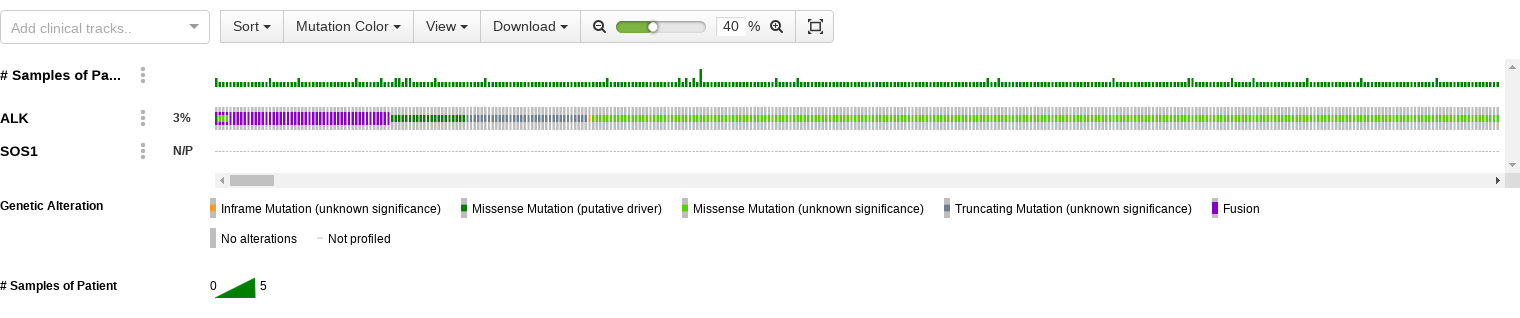 Add clinical tracks..
Sort Mutation Color View Download 40 %
# Samples of Pa...
ALK 3%
SOS1 N/P
Genetic Alteration Inframe Mutation (unknown significance) Missense Mutation (putative driver) Missense Mutation (unknown significance) Truncating Mutation (unknown significance) Fusion
No alterations Not profiled
# Samples of Patient 0 5